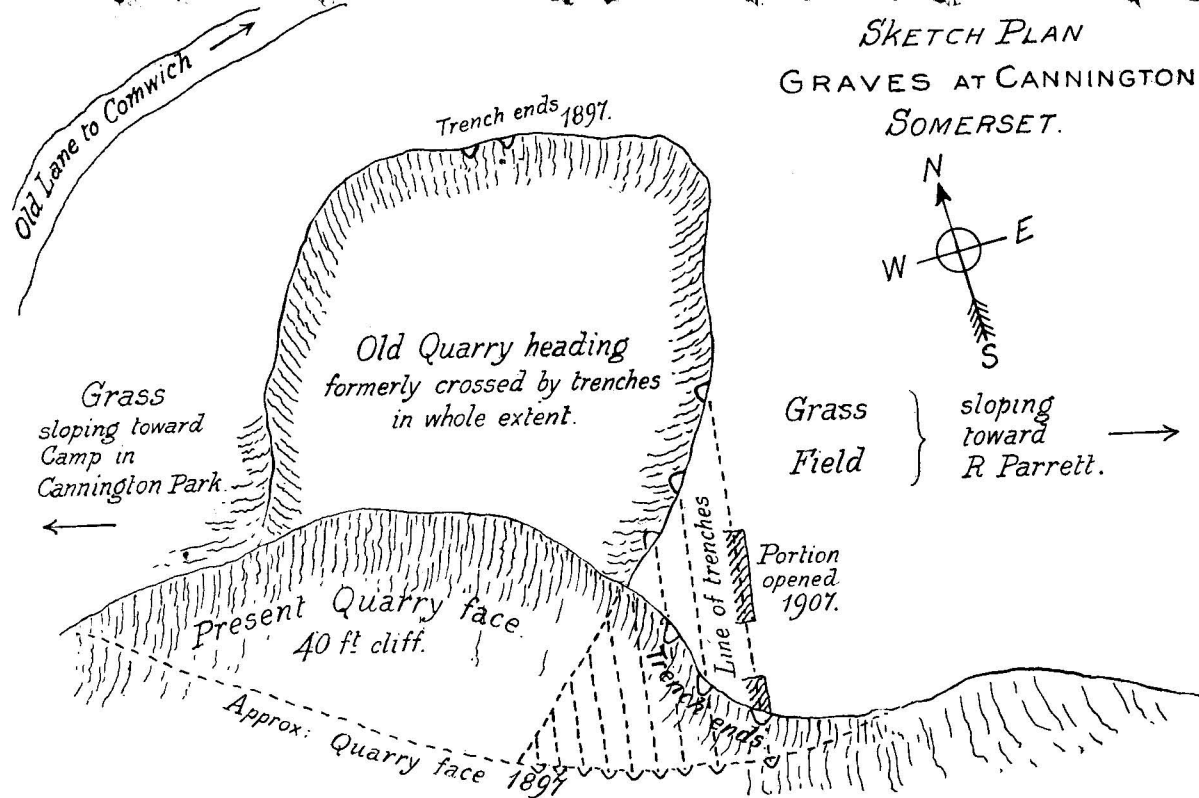 SKETCH PLAN
GRAVES AT CANNINGTON
SOMERSET.
Old Lane to Comwich
Trench ends 1897.
N
W E
S
Old Quarry heading
formerly crossed by trenches
in whole extent.
Grass
sloping toward
Camp in
Cannington Park.
Grass
Field
sloping
toward
R Parrett.
Line of trenches
Portion
opened
1907.
Present Quarry face.
40 ft cliff.
Trench ends
Approx: Quarry face 1897